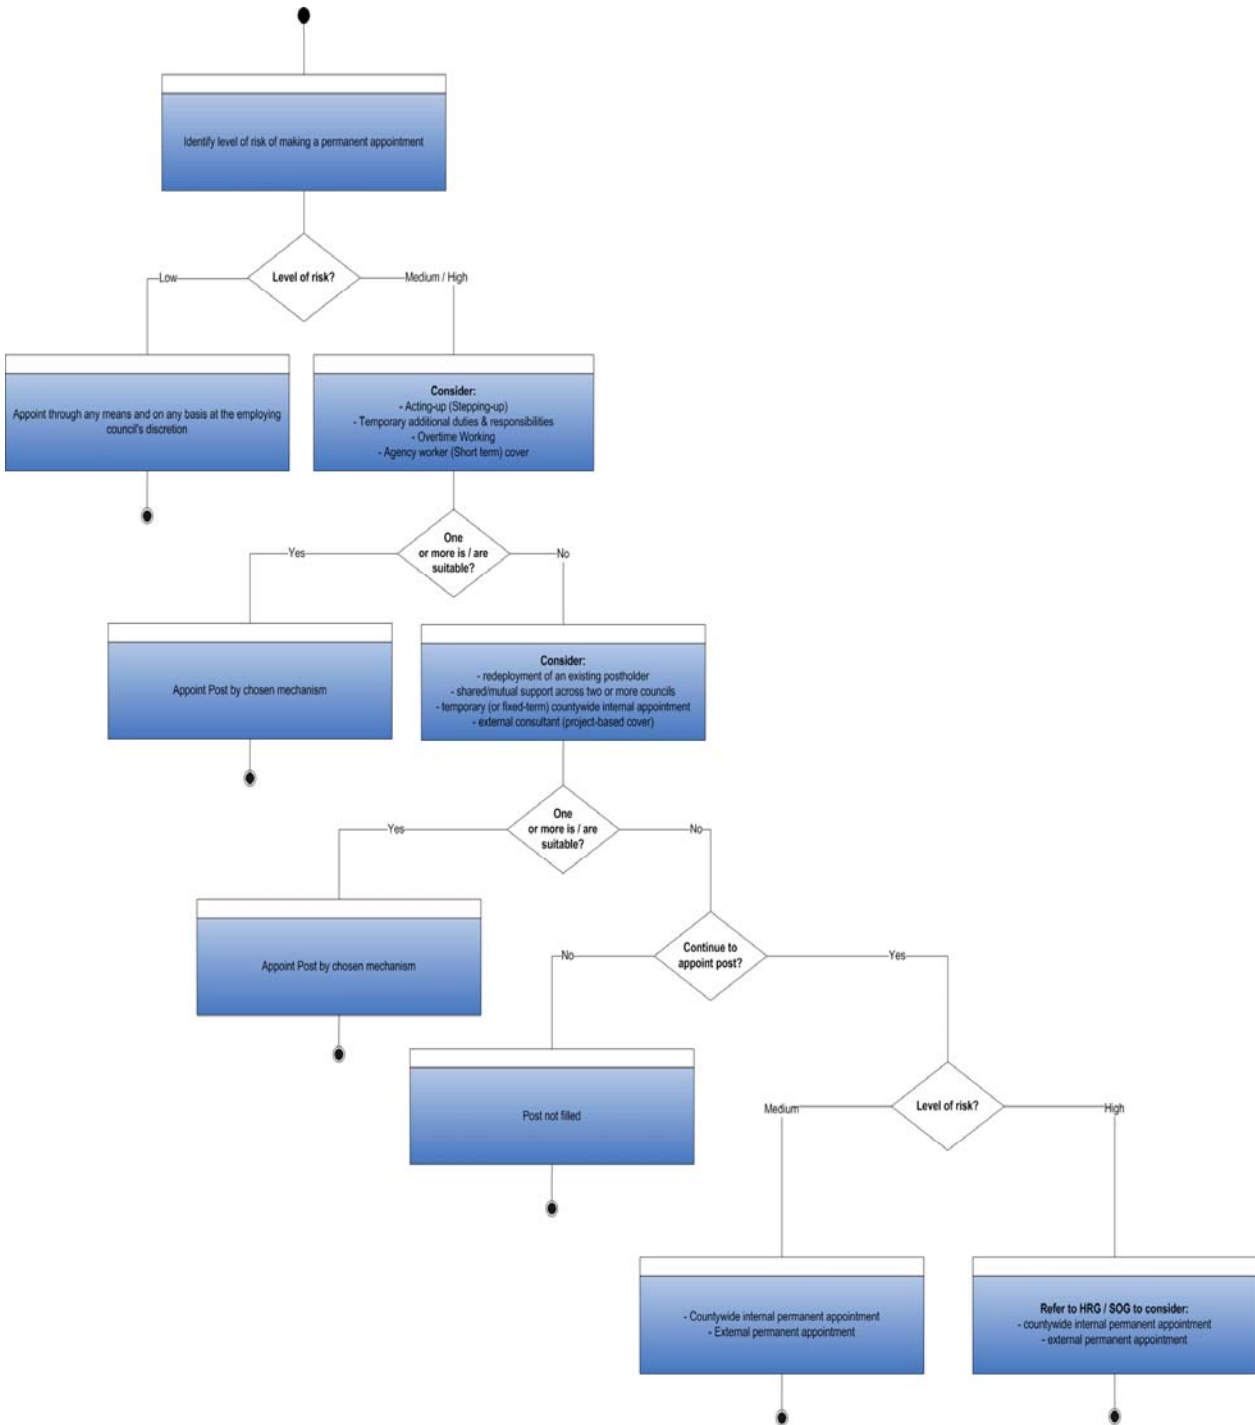 Identify level of risk of making a permanent appointment
Level of risk?
Low
Medium / High
Appoint through any means and on any basis at the employing
council's discretion
Consider:
- Acting-up (Stepping-up)
- Temporary additional duties & responsibilities
- Overtime Working
- Agency worker (Short term) cover
One
or more is / are
suitable?
Yes
No
Appoint Post by chosen mechanism
Consider:
- redeployment of an existing postholder
- shared/mutual support across two or more councils
- temporary (or fixed-term) countywide internal appointment
- external consultant (project-based cover)
One
or more is / are
suitable?
Yes
No
Appoint Post by chosen mechanism
Continue to
appoint post?
No
Yes
Post not filled
Level of risk?
Medium
High
- Countywide internal permanent appointment
- External permanent appointment
Refer to HRG / SOG to consider:
- countywide internal permanent appointment
- external permanent appointment